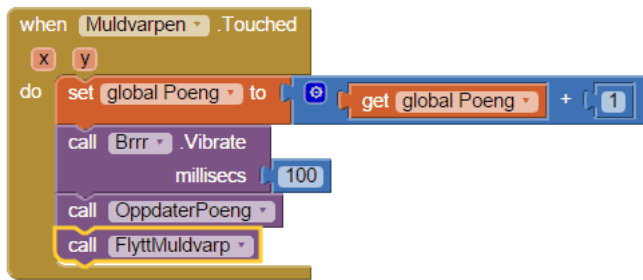 when Muldvarpen .Touched
x y
do set global Poeng to get global Poeng + 1
call Brrr .Vibrate
millisecs 100
call OppdaterPoeng
call FlyttMuldvarp